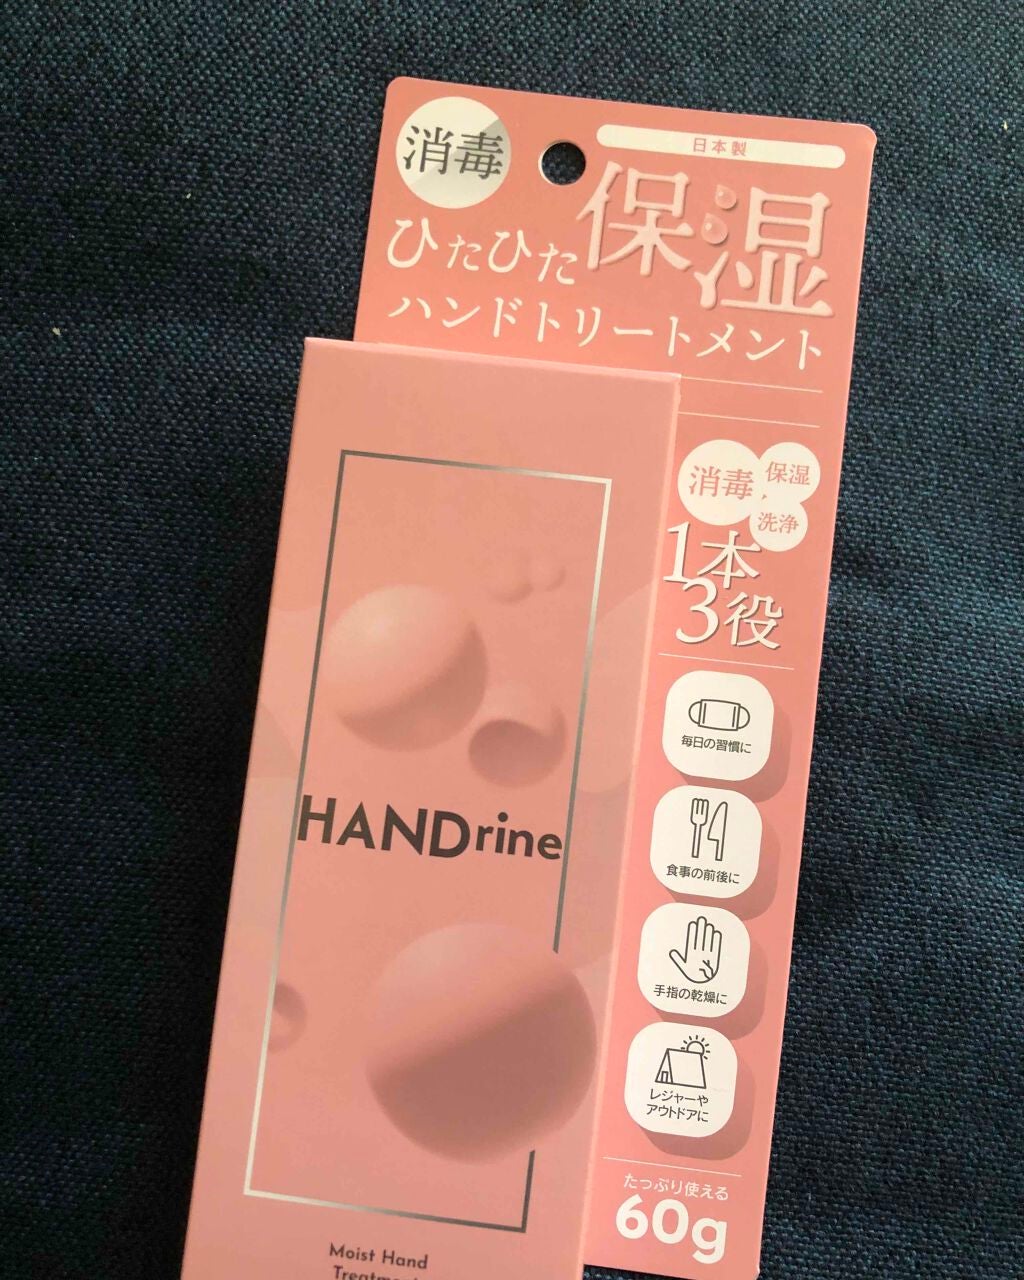 消毒
日本製
保湿
ひたひた
ハンドトリートメント
消毒
保湿
洗浄
1本
3役
毎日の習慣に
食事の前後に
手指の乾燥に
レジャーや
アウトドアに
たっぷり使える
60g
HANDrine
Moist Hand